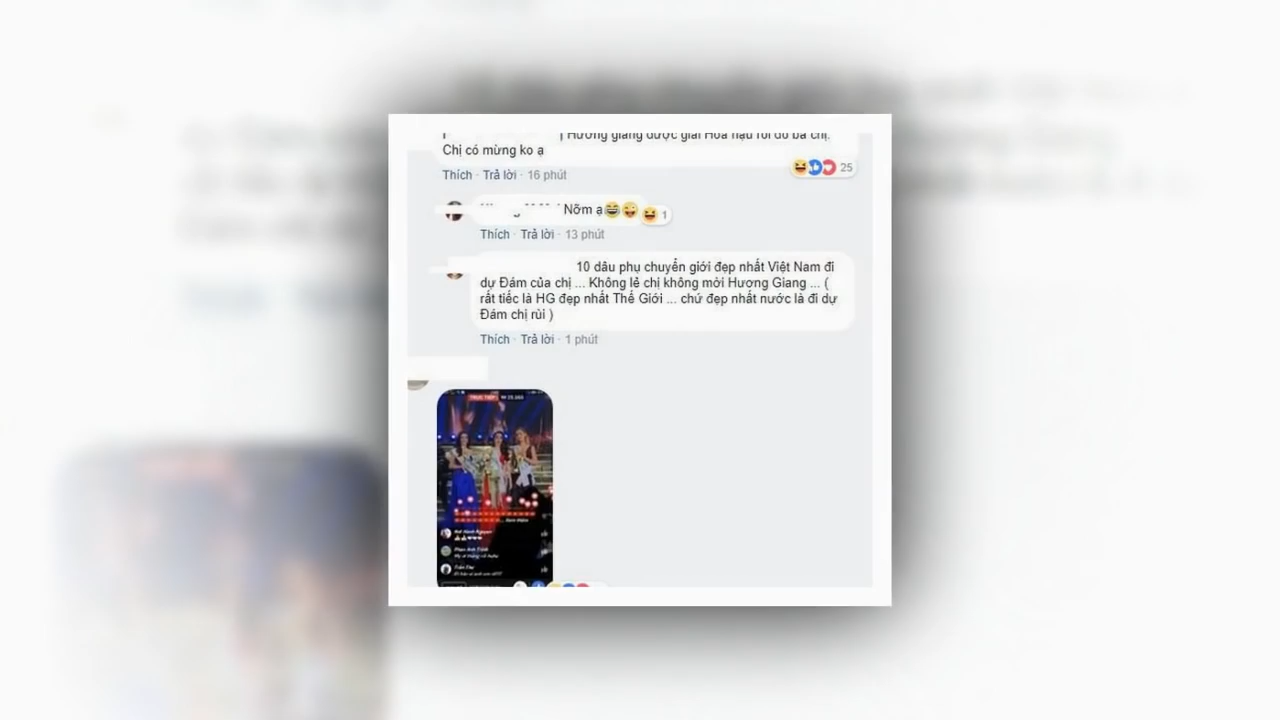 Hương giang được giải Hoa hậu rồi đó bà chị.
Chị có mừng ko ạ
Thích · Trả lời · 16 phút
25
Nỡm ạ
1
Thích · Trả lời · 13 phút
10 dâu phụ chuyển giới đẹp nhất Việt Nam đi
dự Đám của chị ... Không lẽ chị không mời Hương Giang ... (
rất tiếc là HG đẹp nhất Thế Giới ... chứ đẹp nhất nước là đi dự
Đám chị rùi )
Thích · Trả lời · 1 phút
TRỰC TIẾP